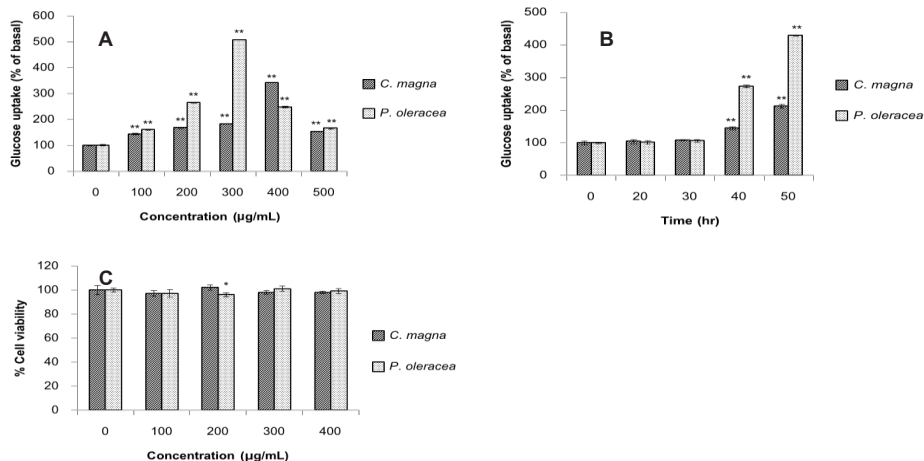 A
Glucose uptake (% of basal)
600
500
400
300
200
100
0
** ** ** ** ** ** ** ** ** **
0 100 200 300 400 500
Concentration (µg/mL)
C. magna
P. oleracea
B
Glucose uptake (% of basal)
500
400
300
200
100
0
** ** ** **
0 20 30 40 50
Time (hr)
C. magna
P. oleracea
C
% Cell viability
120
100
80
60
40
20
0
*
0 100 200 300 400
Concentration (µg/mL)
C. magna
P. oleracea